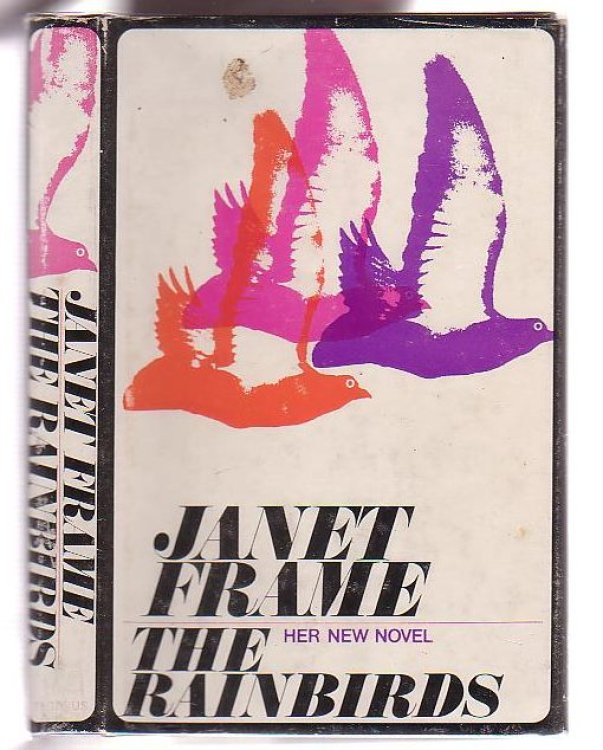 JANET
FRAME
HER NEW NOVEL
THE
RAINBIRDS
JANET FRAME
THE RAINBIRDS